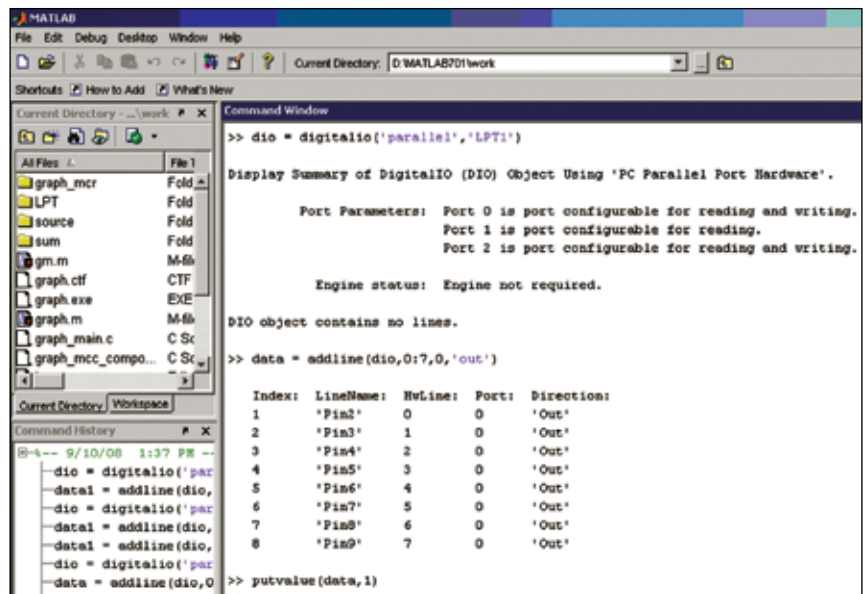 MATLAB
File Edit Debug Desktop Window Help
Current Directory: D:\MATLAB701\work
Shortcuts How to Add What's New
Current Directory - ...\work
All Files File T
graph_mcr Fold
LPT Fold
source Fold
sum Fold
gm.m M-file
graph.ctf CTF
graph.exe EXE
graph.m M-file
graph_main.c C So
graph_mcc_compo... C So
Current Directory Workspace
Command History
%-- 9/10/08 1:37 PM --
dio = digitalio('par
data1 = addline(dio,
dio = digitalio('par
data1 = addline(dio,
data1 = addline(dio,
dio = digitalio('par
data = addline(dio,0
Command Window
>> dio = digitalio('parallel','LPT1')
Display Summary of DigitalIO (DIO) Object Using 'PC Parallel Port Hardware'.
Port Parameters: Port 0 is port configurable for reading and writing.
Port 1 is port configurable for reading.
Port 2 is port configurable for reading and writing.
Engine status: Engine not required.
DIO object contains no lines.
>> data = addline(dio,0:7,0,'out')
Index: LineName: HwLine: Port: Direction:
1 'Pin2' 0 0 'Out'
2 'Pin3' 1 0 'Out'
3 'Pin4' 2 0 'Out'
4 'Pin5' 3 0 'Out'
5 'Pin6' 4 0 'Out'
6 'Pin7' 5 0 'Out'
7 'Pin8' 6 0 'Out'
8 'Pin9' 7 0 'Out'
>> putvalue(data,1)